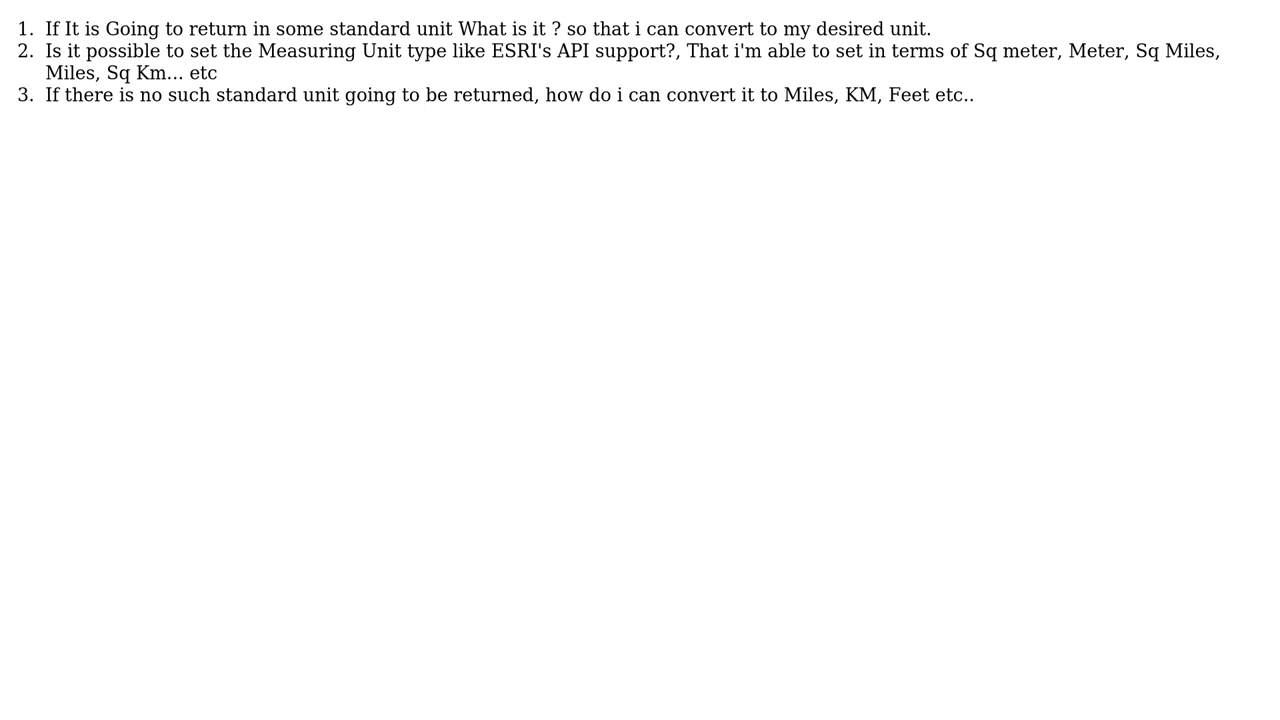 1. If It is Going to return in some standard unit What is it ? so that i can convert to my desired unit.
2. Is it possible to set the Measuring Unit type like ESRI's API support?, That i'm able to set in terms of Sq meter, Meter, Sq Miles,
Miles, Sq Km... etc
3. If there is no such standard unit going to be returned, how do i can convert it to Miles, KM, Feet etc..